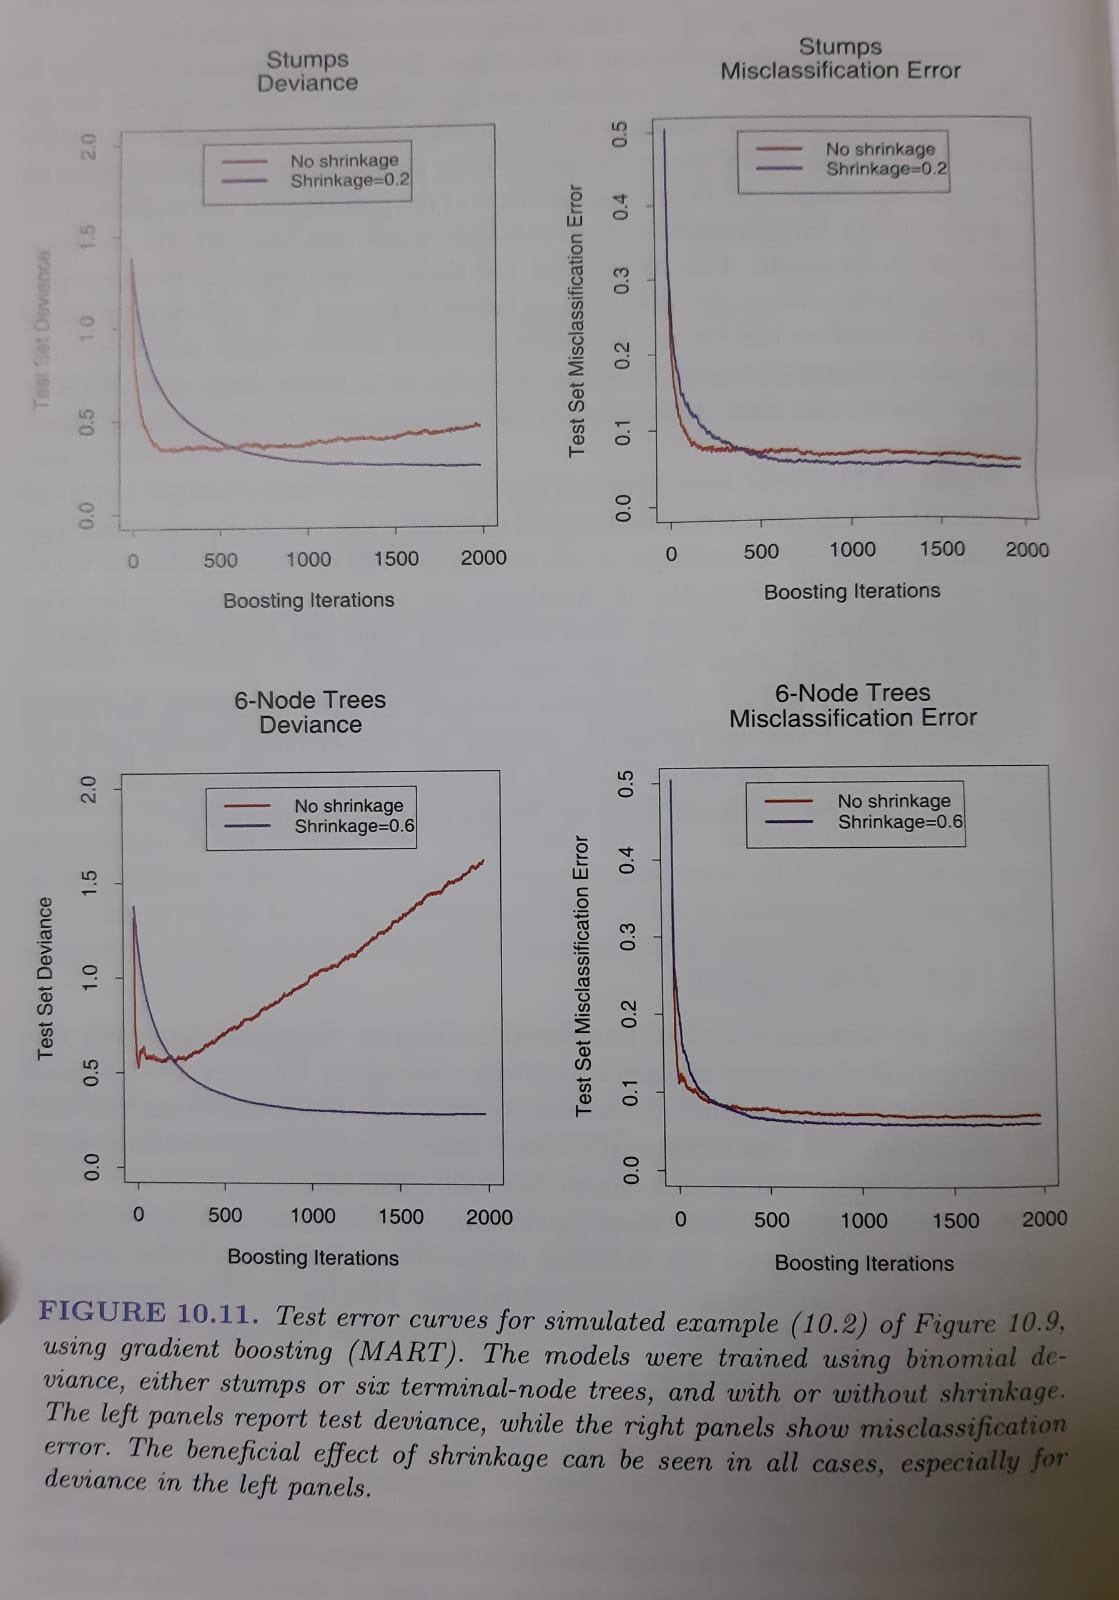 Stumps
Deviance
Test Set Deviance
2.0
1.5
1.0
0.5
0.0
No shrinkage
Shrinkage=0.2
0 500 1000 1500 2000
Boosting Iterations
Stumps
Misclassification Error
Test Set Misclassification Error
0.5
0.4
0.3
0.2
0.1
0.0
No shrinkage
Shrinkage=0.2
0 500 1000 1500 2000
Boosting Iterations
6-Node Trees
Deviance
Test Set Deviance
2.0
1.5
1.0
0.5
0.0
No shrinkage
Shrinkage=0.6
0 500 1000 1500 2000
Boosting Iterations
6-Node Trees
Misclassification Error
Test Set Misclassification Error
0.5
0.4
0.3
0.2
0.1
0.0
No shrinkage
Shrinkage=0.6
0 500 1000 1500 2000
Boosting Iterations
FIGURE 10.11. Test error curves for simulated example (10.2) of Figure 10.9,
using gradient boosting (MART). The models were trained using binomial de-
viance, either stumps or six terminal-node trees, and with or without shrinkage.
The left panels report test deviance, while the right panels show misclassification
error. The beneficial effect of shrinkage can be seen in all cases, especially for
deviance in the left panels.